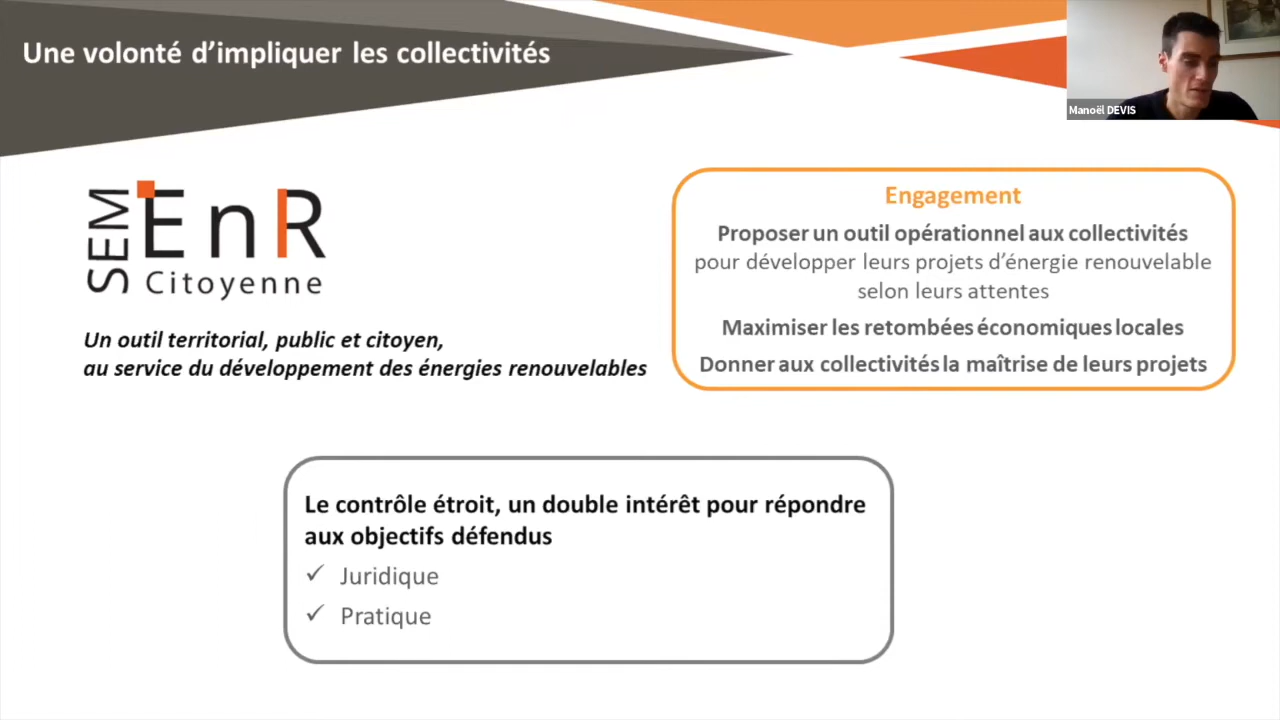 Une volonté d'impliquer les collectivités
Manoël DEVIS
SEM EnR
Citoyenne
Un outil territorial, public et citoyen,
au service du développement des énergies renouvelables
Engagement
Proposer un outil opérationnel aux collectivités
pour développer leurs projets d'énergie renouvelable
selon leurs attentes
Maximiser les retombées économiques locales
Donner aux collectivités la maîtrise de leurs projets
Le contrôle étroit, un double intérêt pour répondre
aux objectifs défendus
✓ Juridique
✓ Pratique